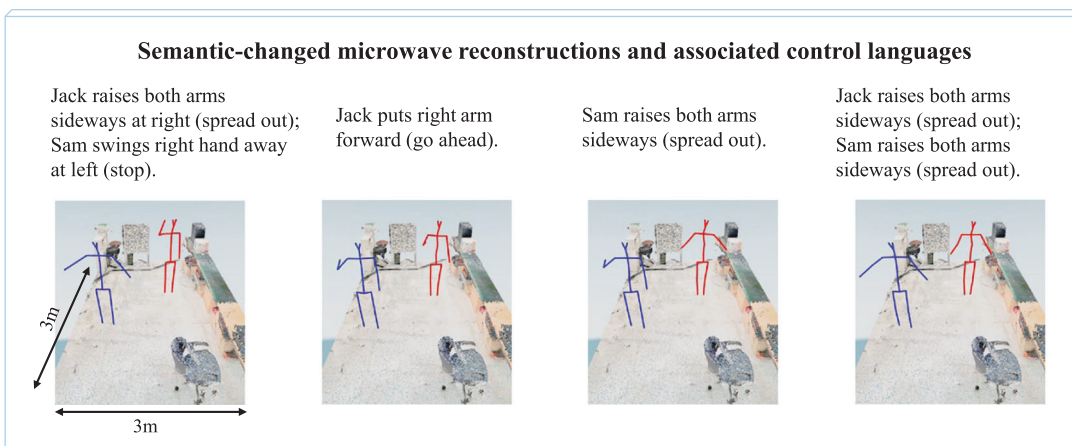 Semantic-changed microwave reconstructions and associated control languages
Jack raises both arms
sideways at right (spread out);
Sam swings right hand away
at left (stop).
Jack puts right arm
forward (go ahead).
Sam raises both arms
sideways (spread out).
Jack raises both arms
sideways (spread out);
Sam raises both arms
sideways (spread out).
3m
3m